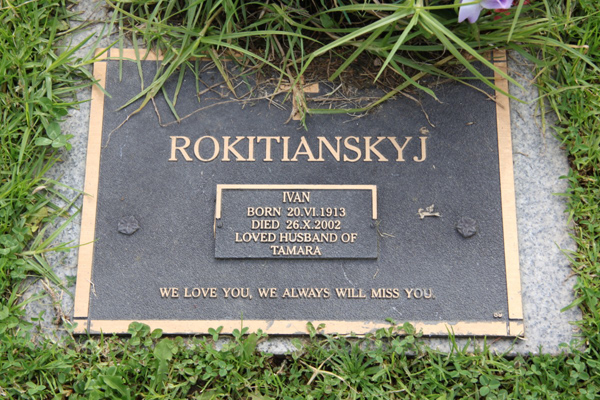 ROKITIANSKYJ
IVAN
BORN 20.VI.1913
DIED 26.X.2002
LOVED HUSBAND OF
TAMARA
WE LOVE YOU, WE ALWAYS WILL MISS YOU.